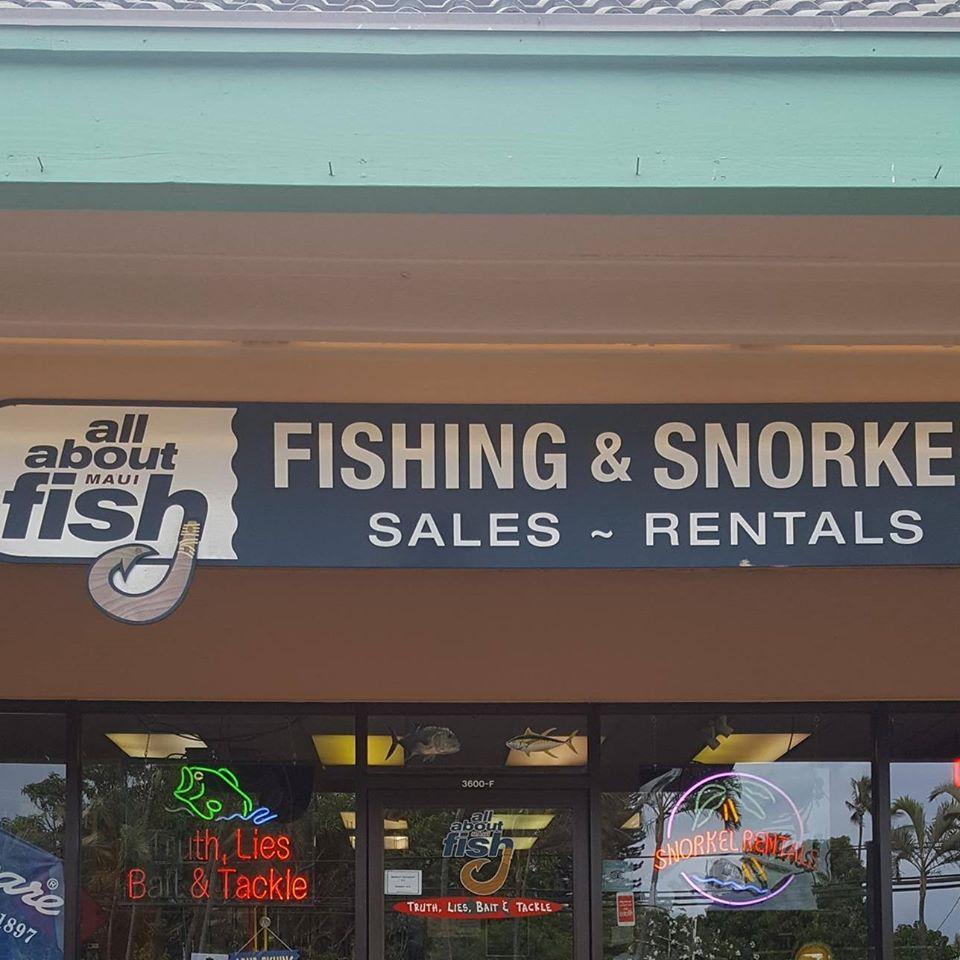 all
about
MAUI
fish
FISHING & SNORKE
SALES ~ RENTALS
3600-F
Truth, Lies
Bait & Tackle
all
about
fish
TRUTH, LIES, BAIT & TACKLE
SNORKEL RENTALS
are®
1897